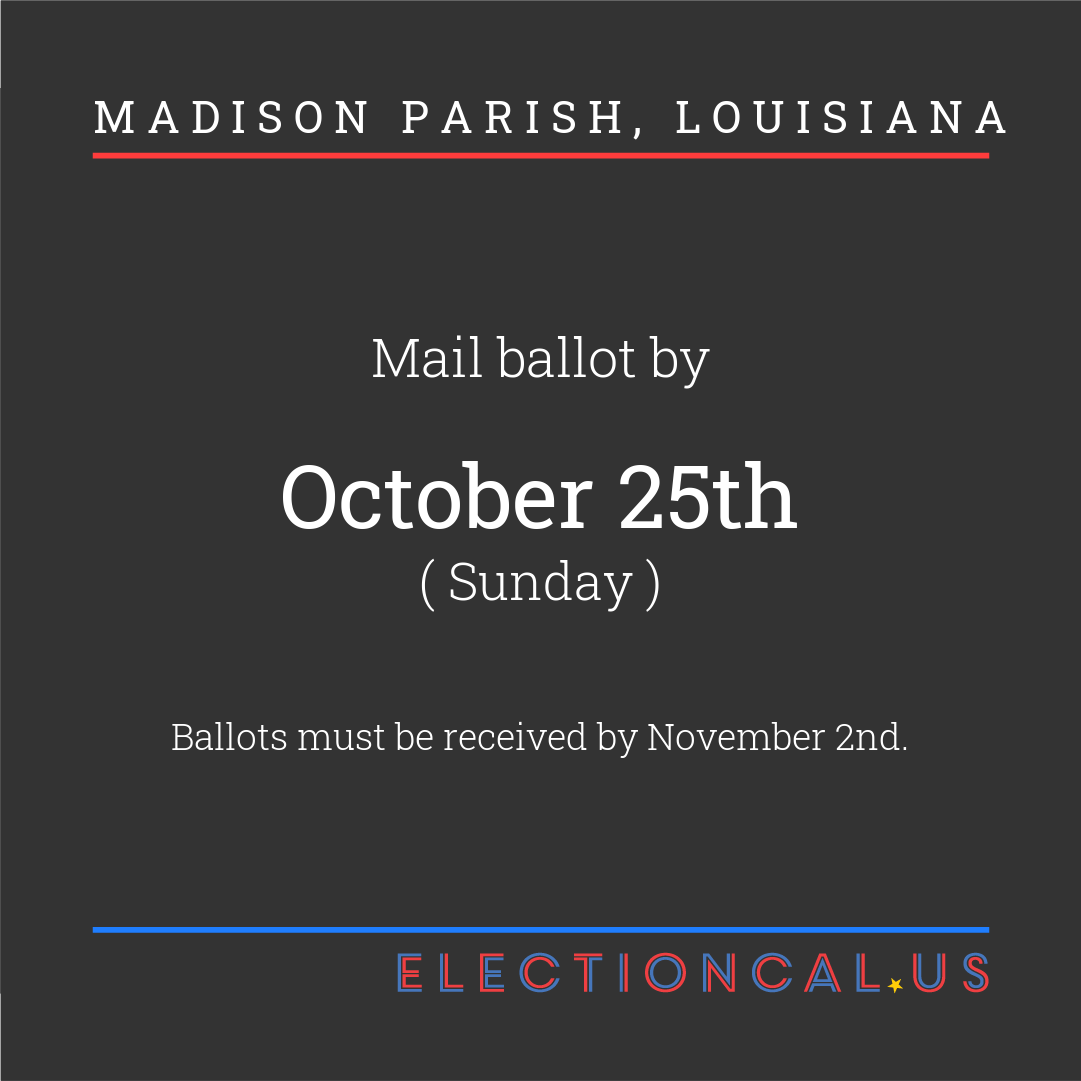 MADISON PARISH, LOUISIANA
Mail ballot by
October 25th
( Sunday )
Ballots must be received by November 2nd.
ELECTIONCAL.US